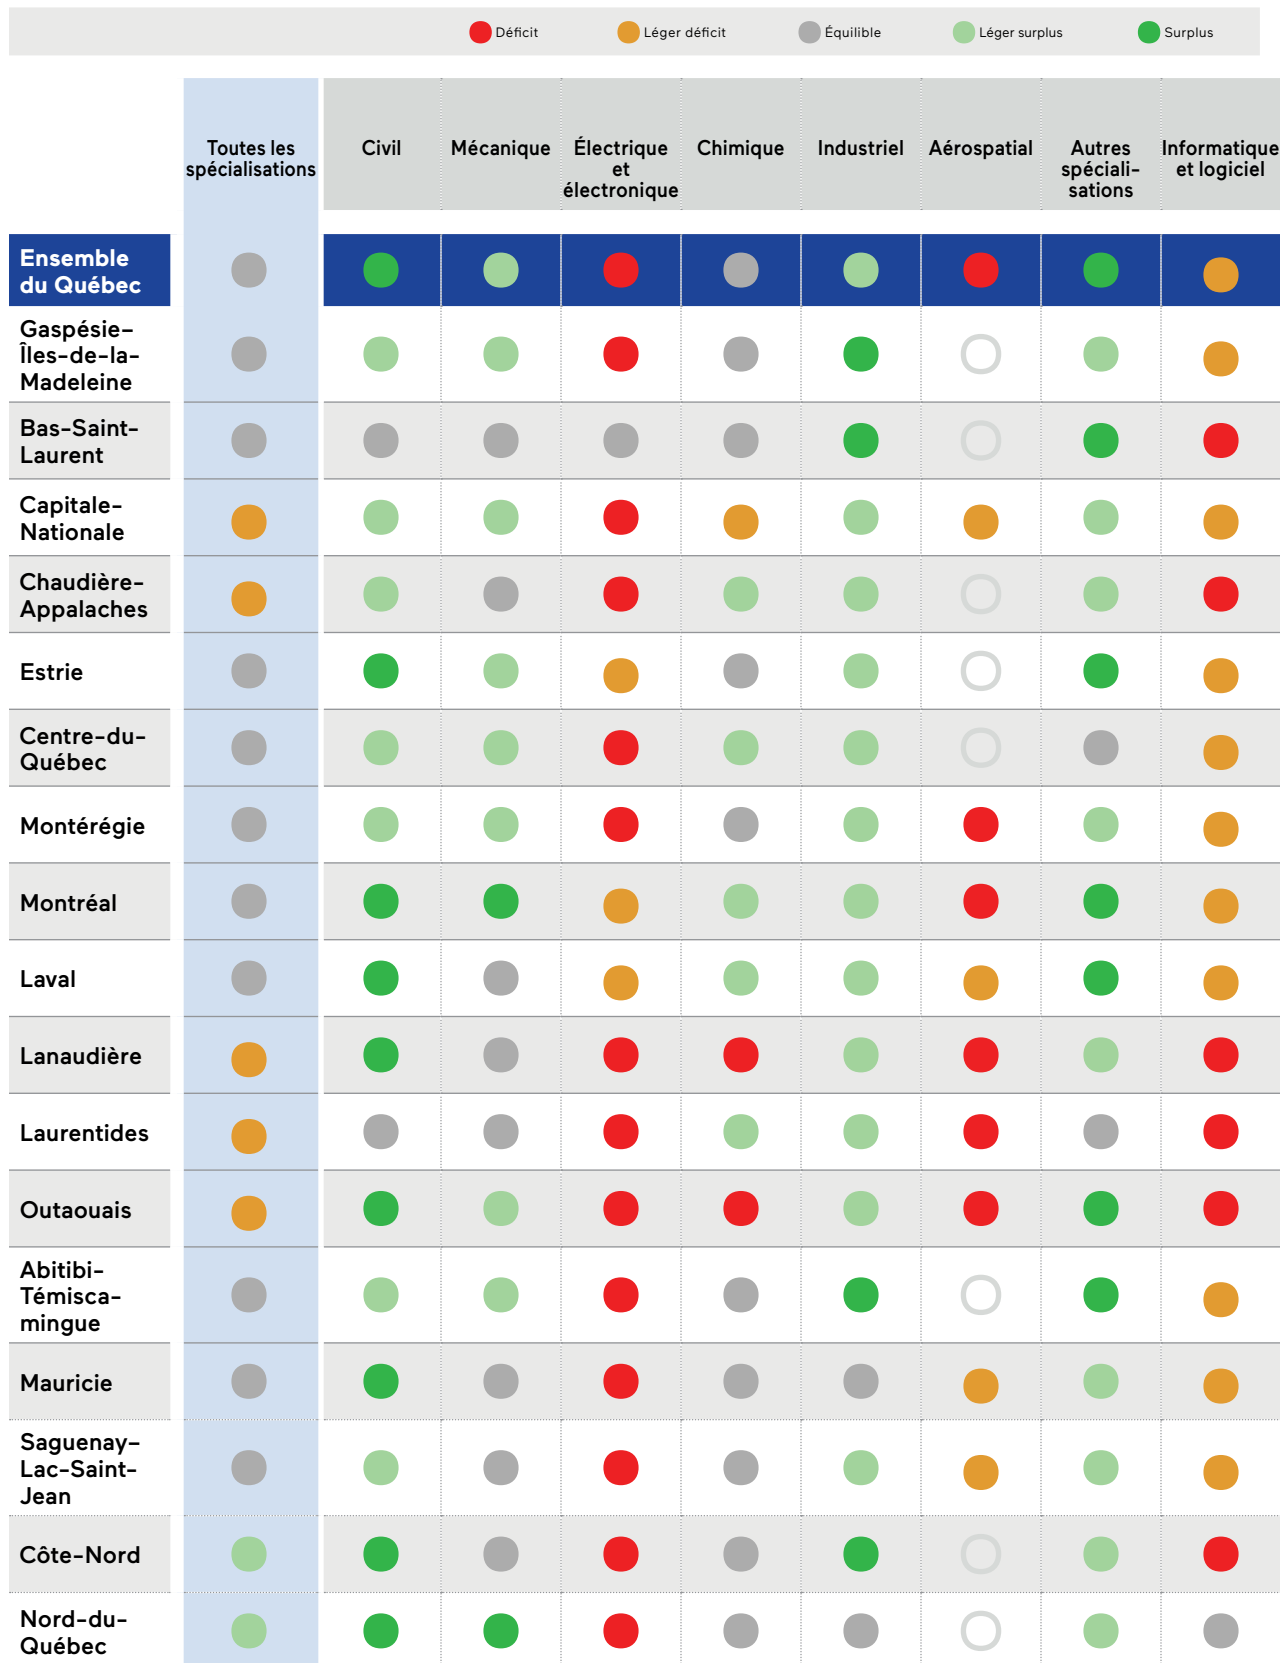 Déficit
Léger déficit
Équilible
Léger surplus
Surplus
Toutes les
spécialisations
Civil
Mécanique
Électrique
et
électronique
Chimique
Industriel
Aérospatial
Autres
spéciali-
sations
Informatique
et logiciel
Ensemble
du Québec
Gaspésie–
Îles-de-la-
Madeleine
Bas-Saint-
Laurent
Capitale-
Nationale
Chaudière-
Appalaches
Estrie
Centre-du-
Québec
Montérégie
Montréal
Laval
Lanaudière
Laurentides
Outaouais
Abitibi-
Témisca-
mingue
Mauricie
Saguenay–
Lac-Saint-
Jean
Côte-Nord
Nord-du-
Québec